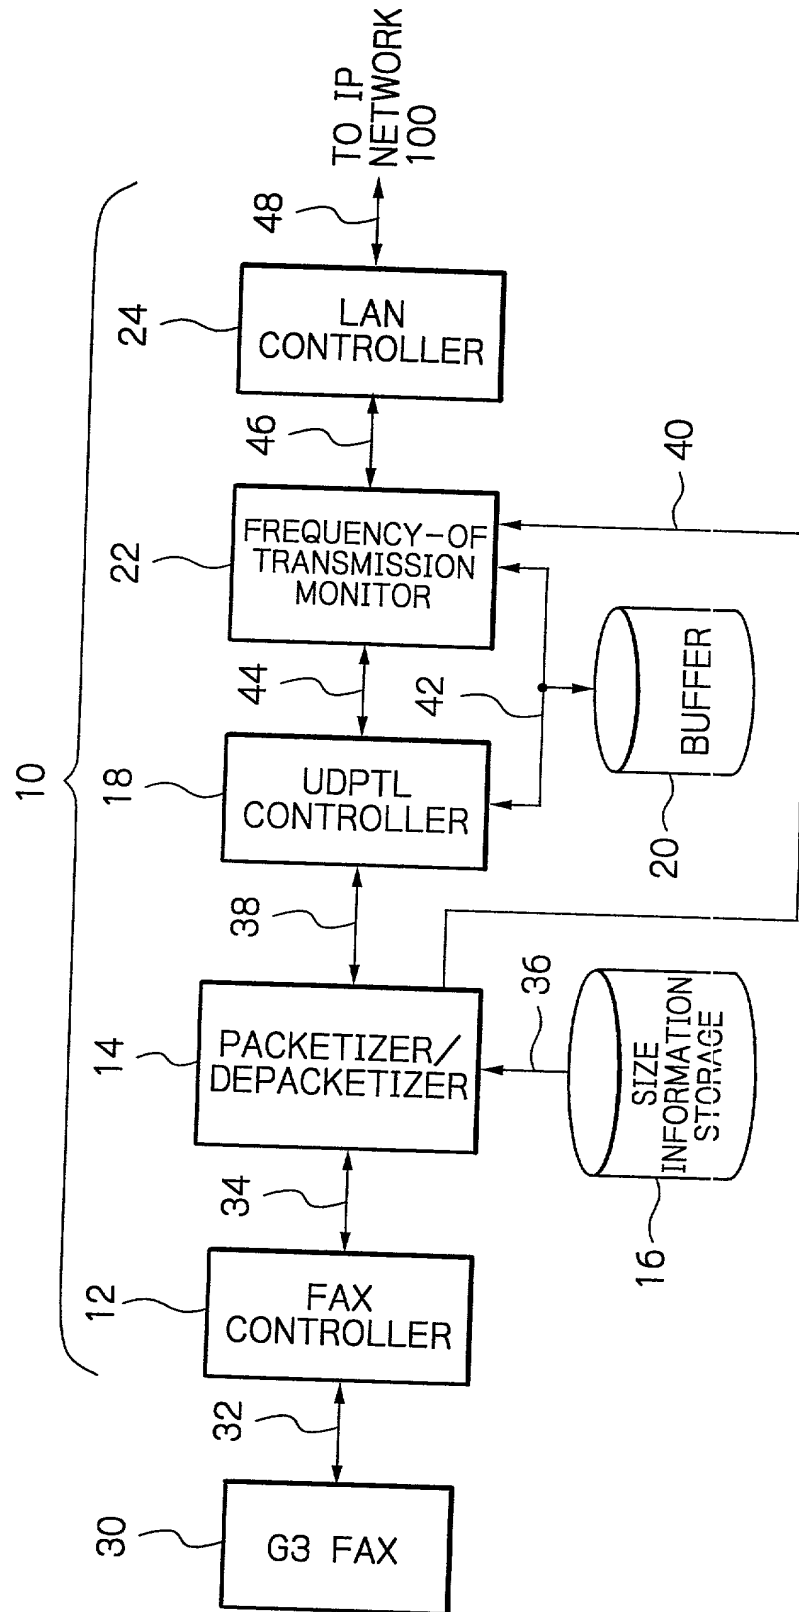 10
30
G3 FAX
32
12
FAX
CONTROLLER
34
14
PACKETIZER/
DEPACKETIZER
36
16
SIZE
INFORMATION
STORAGE
38
18
UDPTL
CONTROLLER
42
20
BUFFER
44
22
FREQUENCY-OF
TRANSMISSION
MONITOR
40
46
24
LAN
CONTROLLER
48
TO IP
NETWORK
100